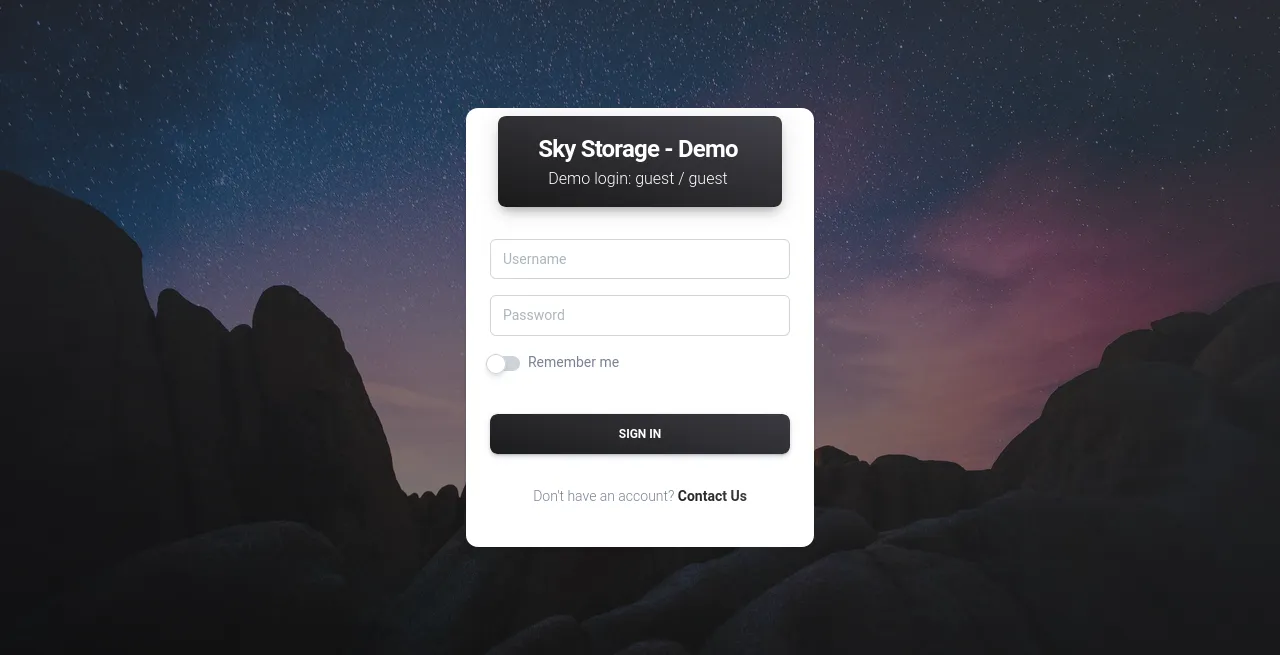 Sky Storage - Demo
Demo login: guest / guest
Username
Password
Remember me
SIGN IN
Don't have an account? Contact Us